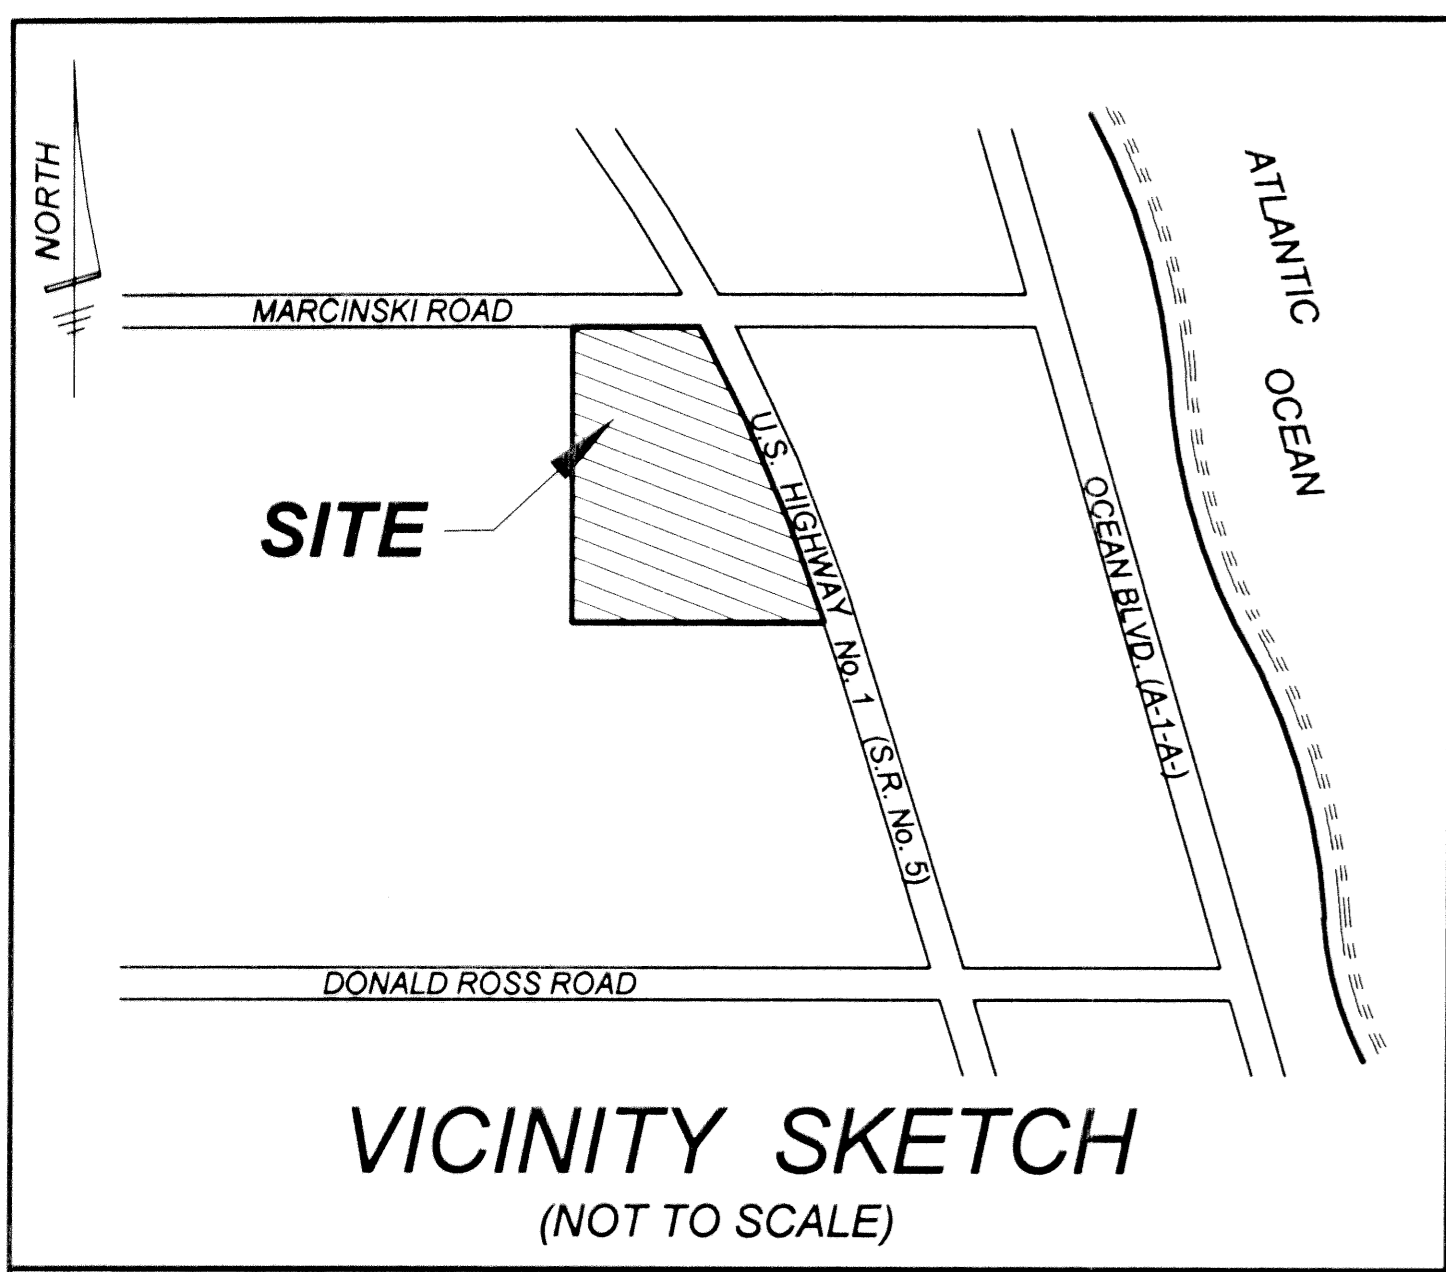 NORTH
ATLANTIC OCEAN
MARCINSKI ROAD
SITE
U.S. HIGHWAY No. 1 (S.R. No. 5)
OCEAN BLVD. (A-1-A-)
DONALD ROSS ROAD
VICINITY SKETCH
(NOT TO SCALE)